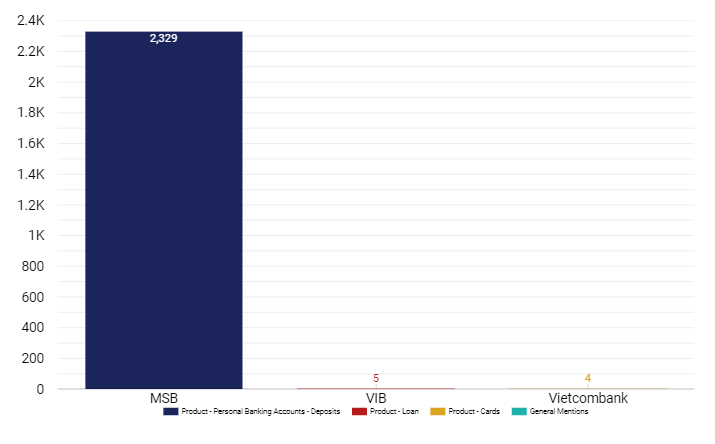 2.4K
2,329
2.2K
2K
1.8K
1.6K
1.4K
1.2K
1K
800
600
400
200
5
4
0
MSB VIB Vietcombank
Product - Personal Banking Accounts - Deposits Product - Loan Product - Cards General Mentions